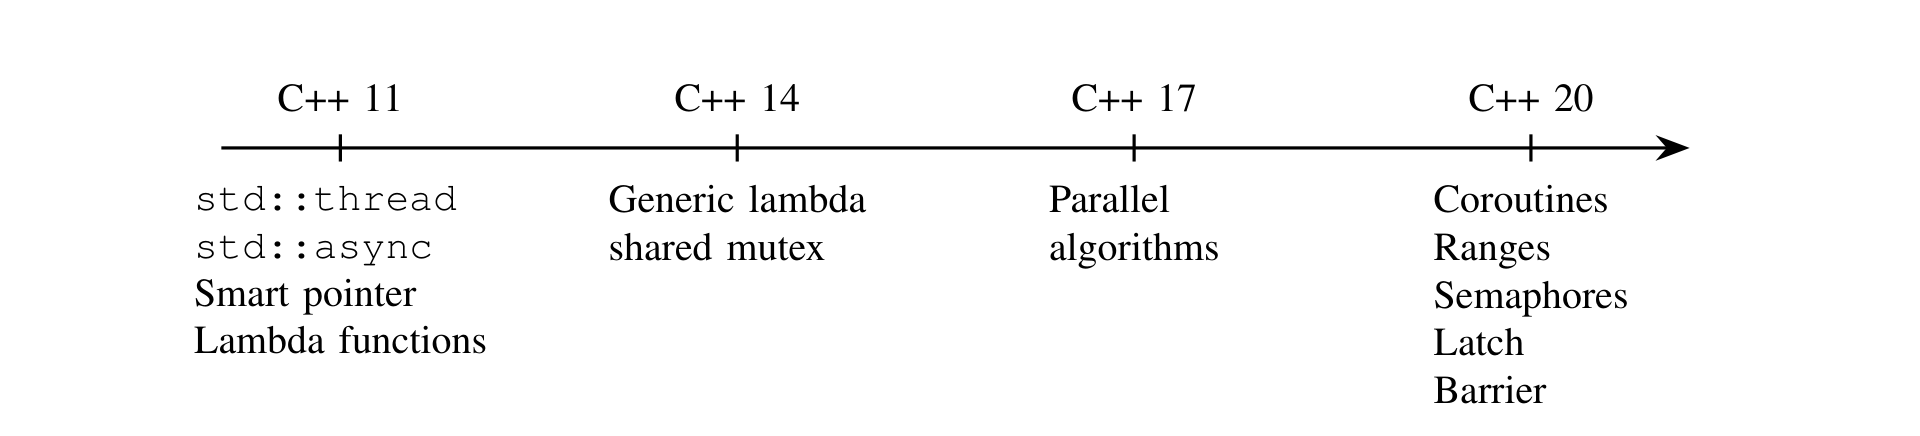 C++ 11
C++ 14
C++ 17
C++ 20
std::thread
std::async
Smart pointer
Lambda functions
Generic lambda
shared mutex
Parallel
algorithms
Coroutines
Ranges
Semaphores
Latch
Barrier